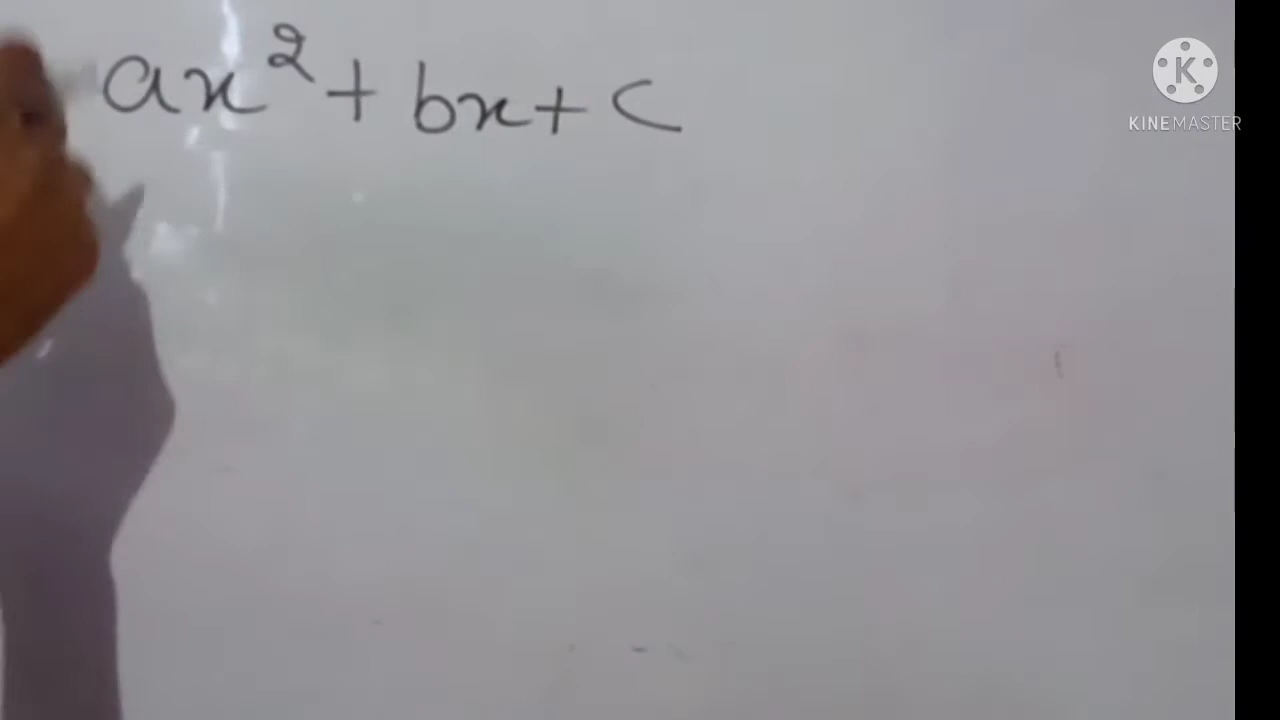 ax² + bx + c
KINEMASTER